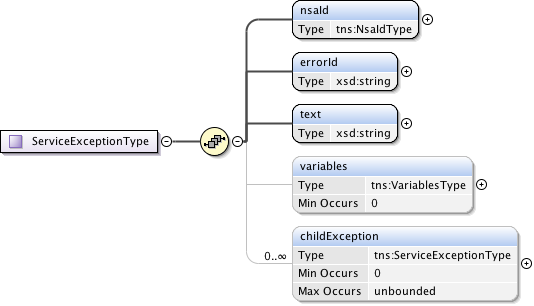 nsaId
Type tns:NsaIdType
errorId
Type xsd:string
text
Type xsd:string
ServiceExceptionType
variables
Type tns:VariablesType
Min Occurs 0
childException
0..∞
Type tns:ServiceExceptionType
Min Occurs 0
Max Occurs unbounded